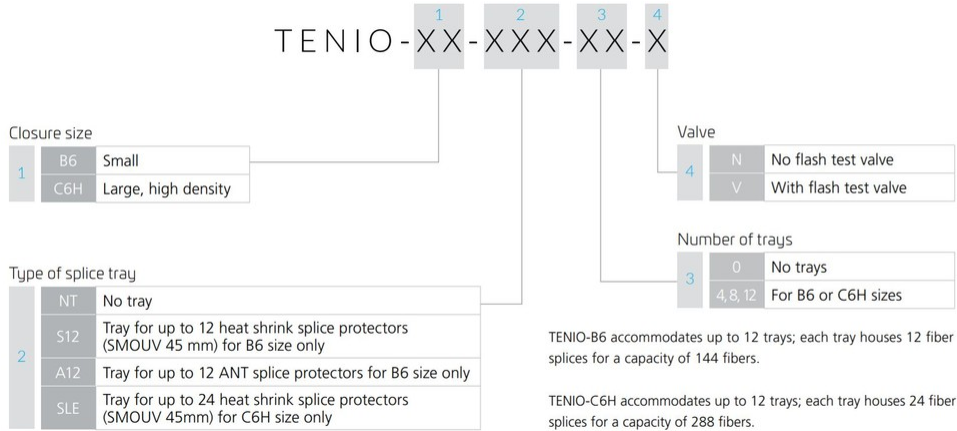 1 2 3 4
TENIO-XX-XXX-XX-X
Closure size
1
B6 Small
C6H Large, high density
Valve
4
N No flash test valve
V With flash test valve
Number of trays
3
0 No trays
4, 8, 12 For B6 or C6H sizes
Type of splice tray
2
NT No tray
S12 Tray for up to 12 heat shrink splice protectors
(SMOUV 45 mm) for B6 size only
A12 Tray for up to 12 ANT splice protectors for B6 size only
SLE Tray for up to 24 heat shrink splice protectors
(SMOUV 45mm) for C6H size only
TENIO-B6 accommodates up to 12 trays; each tray houses 12 fiber
splices for a capacity of 144 fibers.
TENIO-C6H accommodates up to 12 trays; each tray houses 24 fiber
splices for a capacity of 288 fibers.